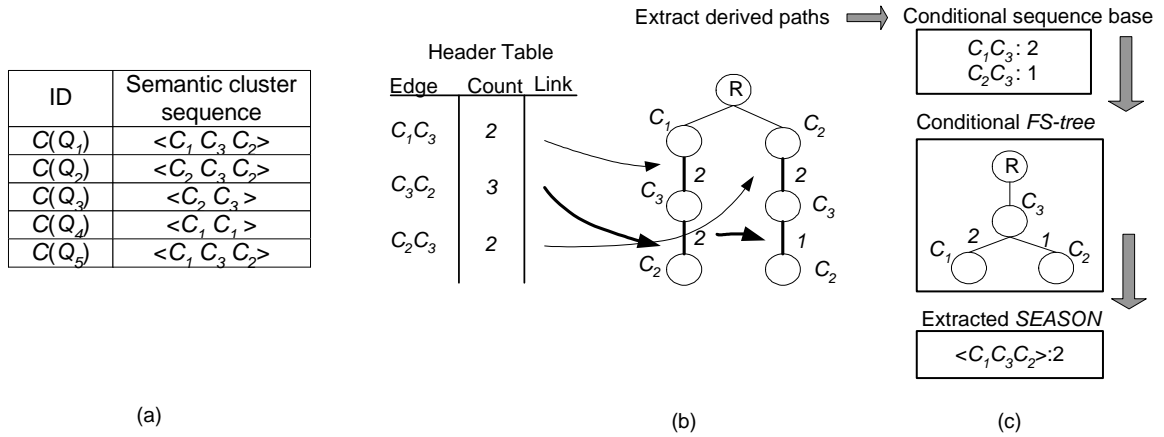 ID Semantic cluster sequence
C(Q1) <C1 C3 C2>
C(Q2) <C2 C3 C2>
C(Q3) <C2 C3 >
C(Q4) <C1 C1 >
C(Q5) <C1 C3 C2>
(a)
Header Table
Edge Count Link
C1C3 2
C3C2 3
C2C3 2
R
C1 C2
2 2
C3 C3
2 1
C2 C2
(b)
Extract derived paths
Conditional sequence base
C1C3: 2
C2C3: 1
Conditional FS-tree
R
C3
2 1
C1 C2
Extracted SEASON
<C1C3C2>:2
(c)